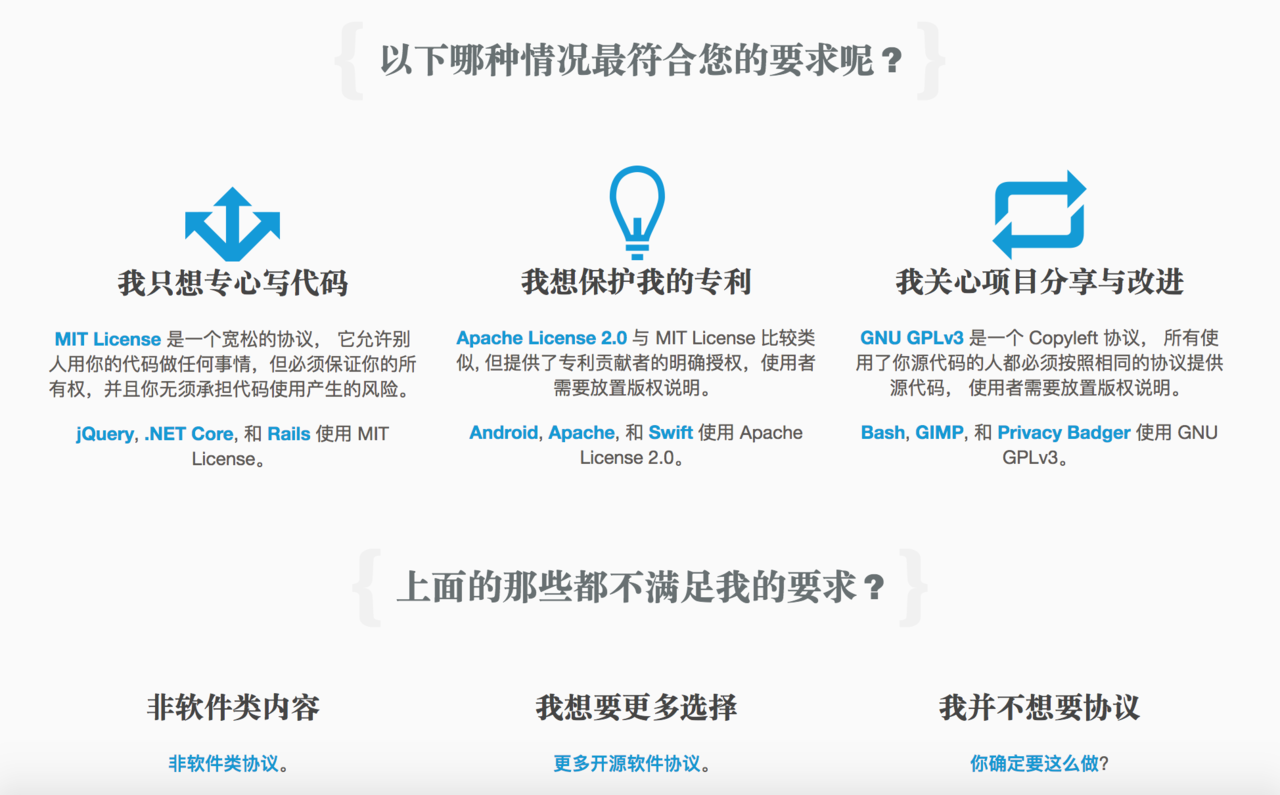 { 以下哪种情况最符合您的要求呢？ }
我只想专心写代码
MIT License 是一个宽松的协议， 它允许别
人用你的代码做任何事情，但必须保证你的所
有权，并且你无须承担代码使用产生的风险。
jQuery, .NET Core, 和 Rails 使用 MIT
License。
我想保护我的专利
Apache License 2.0 与 MIT License 比较类
似, 但提供了专利贡献者的明确授权，使用者
需要放置版权说明。
Android, Apache, 和 Swift 使用 Apache
License 2.0。
我关心项目分享与改进
GNU GPLv3 是一个 Copyleft 协议， 所有使
用了你源代码的人都必须按照相同的协议提供
源代码， 使用者需要放置版权说明。
Bash, GIMP, 和 Privacy Badger 使用 GNU
GPLv3。
{ 上面的那些都不满足我的要求？ }
非软件类内容
非软件类协议。
我想要更多选择
更多开源软件协议。
我并不想要协议
你确定要这么做?